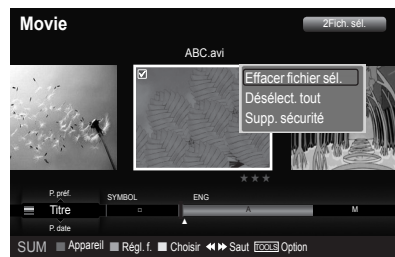 Movie
2Fich. sél.
ABC.avi
Effacer fichier sél.
Désélect. tout
Supp. sécurité
P. préf.
SYMBOL ENG
Titre
□ A M
P. date
SUM Appareil Régl. f. Choisir Saut TOOLS Option